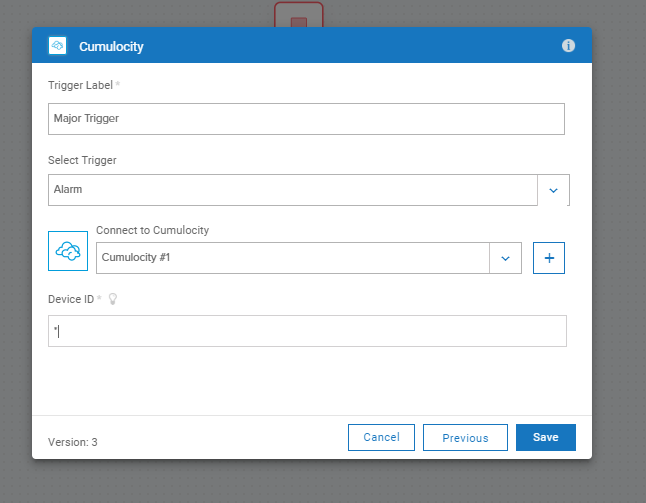 Cumulocity
Trigger Label *
Major Trigger
Select Trigger
Alarm
Connect to Cumulocity
Cumulocity #1
Device ID *
*
Version: 3
Cancel
Previous
Save